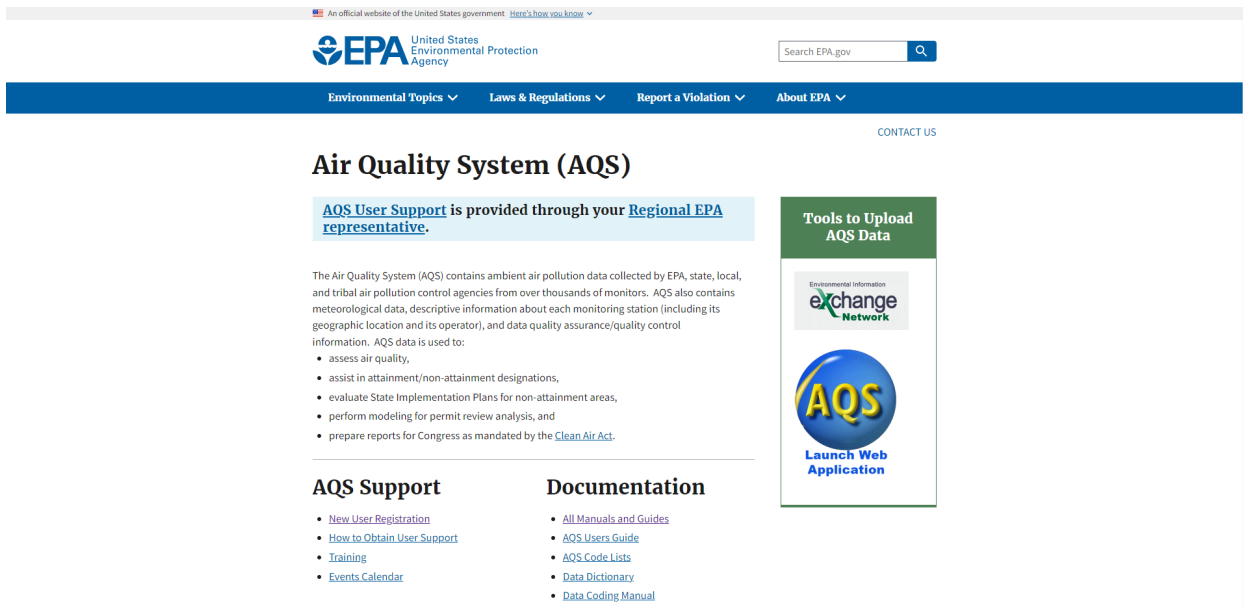 An official website of the United States government Here's how you know
EPA United States
Environmental Protection
Agency
Search EPA.gov
Environmental Topics Laws & Regulations Report a Violation About EPA
CONTACT US
Air Quality System (AQS)
AQS User Support is provided through your Regional EPA
representative.
The Air Quality System (AQS) contains ambient air pollution data collected by EPA, state, local,
and tribal air pollution control agencies from over thousands of monitors. AQS also contains
meteorological data, descriptive information about each monitoring station (including its
geographic location and its operator), and data quality assurance/quality control
information. AQS data is used to:
• assess air quality,
• assist in attainment/non-attainment designations,
• evaluate State Implementation Plans for non-attainment areas,
• perform modeling for permit review analysis, and
• prepare reports for Congress as mandated by the Clean Air Act.
AQS Support
• New User Registration
• How to Obtain User Support
• Training
• Events Calendar
Documentation
• All Manuals and Guides
• AQS Users Guide
• AQS Code Lists
• Data Dictionary
• Data Coding Manual
Tools to Upload
AQS Data
Environmental Information
exchange
Network
AQS
Launch Web
Application